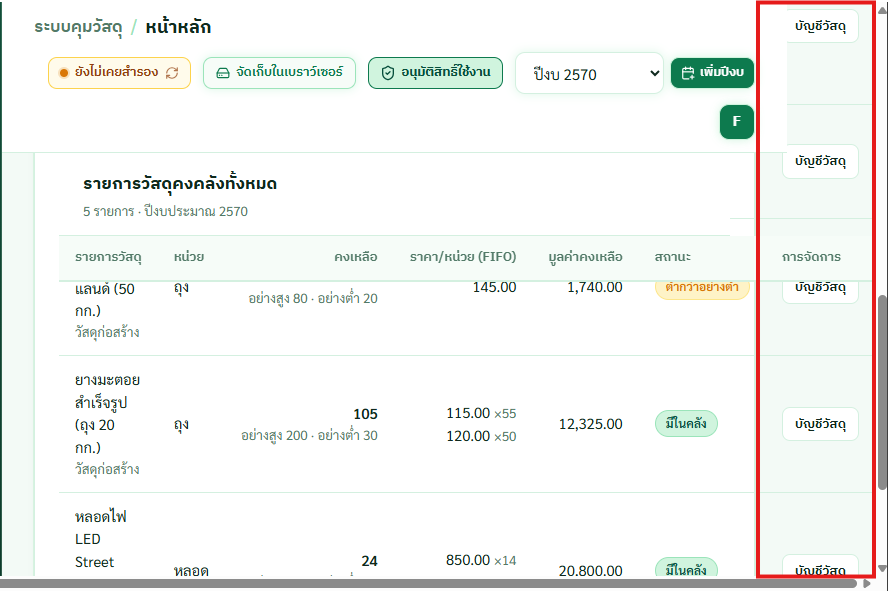 ระบบคุมวัสดุ / หน้าหลัก
บัญชีวัสดุ
ยังไม่เคยสำรอง จัดเก็บในเบราว์เซอร์ อนุมัติสิทธิ์ใช้งาน ปีงบ 2570 เพิ่มปีงบ
F
บัญชีวัสดุ
รายการวัสดุคงคลังทั้งหมด
5 รายการ · ปีงบประมาณ 2570
รายการวัสดุ หน่วย คงเหลือ ราคา/หน่วย (FIFO) มูลค่าคงเหลือ สถานะ การจัดการ
แลนด์ (50 ถุง 145.00 1,740.00 ต่ำกว่าอย่างต่ำ บัญชีวัสดุ
อย่างสูง 80 · อย่างต่ำ 20
กก.)
วัสดุก่อสร้าง
ยางมะตอย
สำเร็จรูป
105 115.00 ×55
(ถุง 20 ถุง 12,325.00 มีในคลัง บัญชีวัสดุ
อย่างสูง 200 · อย่างต่ำ 30 120.00 ×50
กก.)
วัสดุก่อสร้าง
หลอดไฟ
LED
Street 24 850.00 ×14
หลอด 20,800.00 มีในคลัง บัญชีวัสดุ